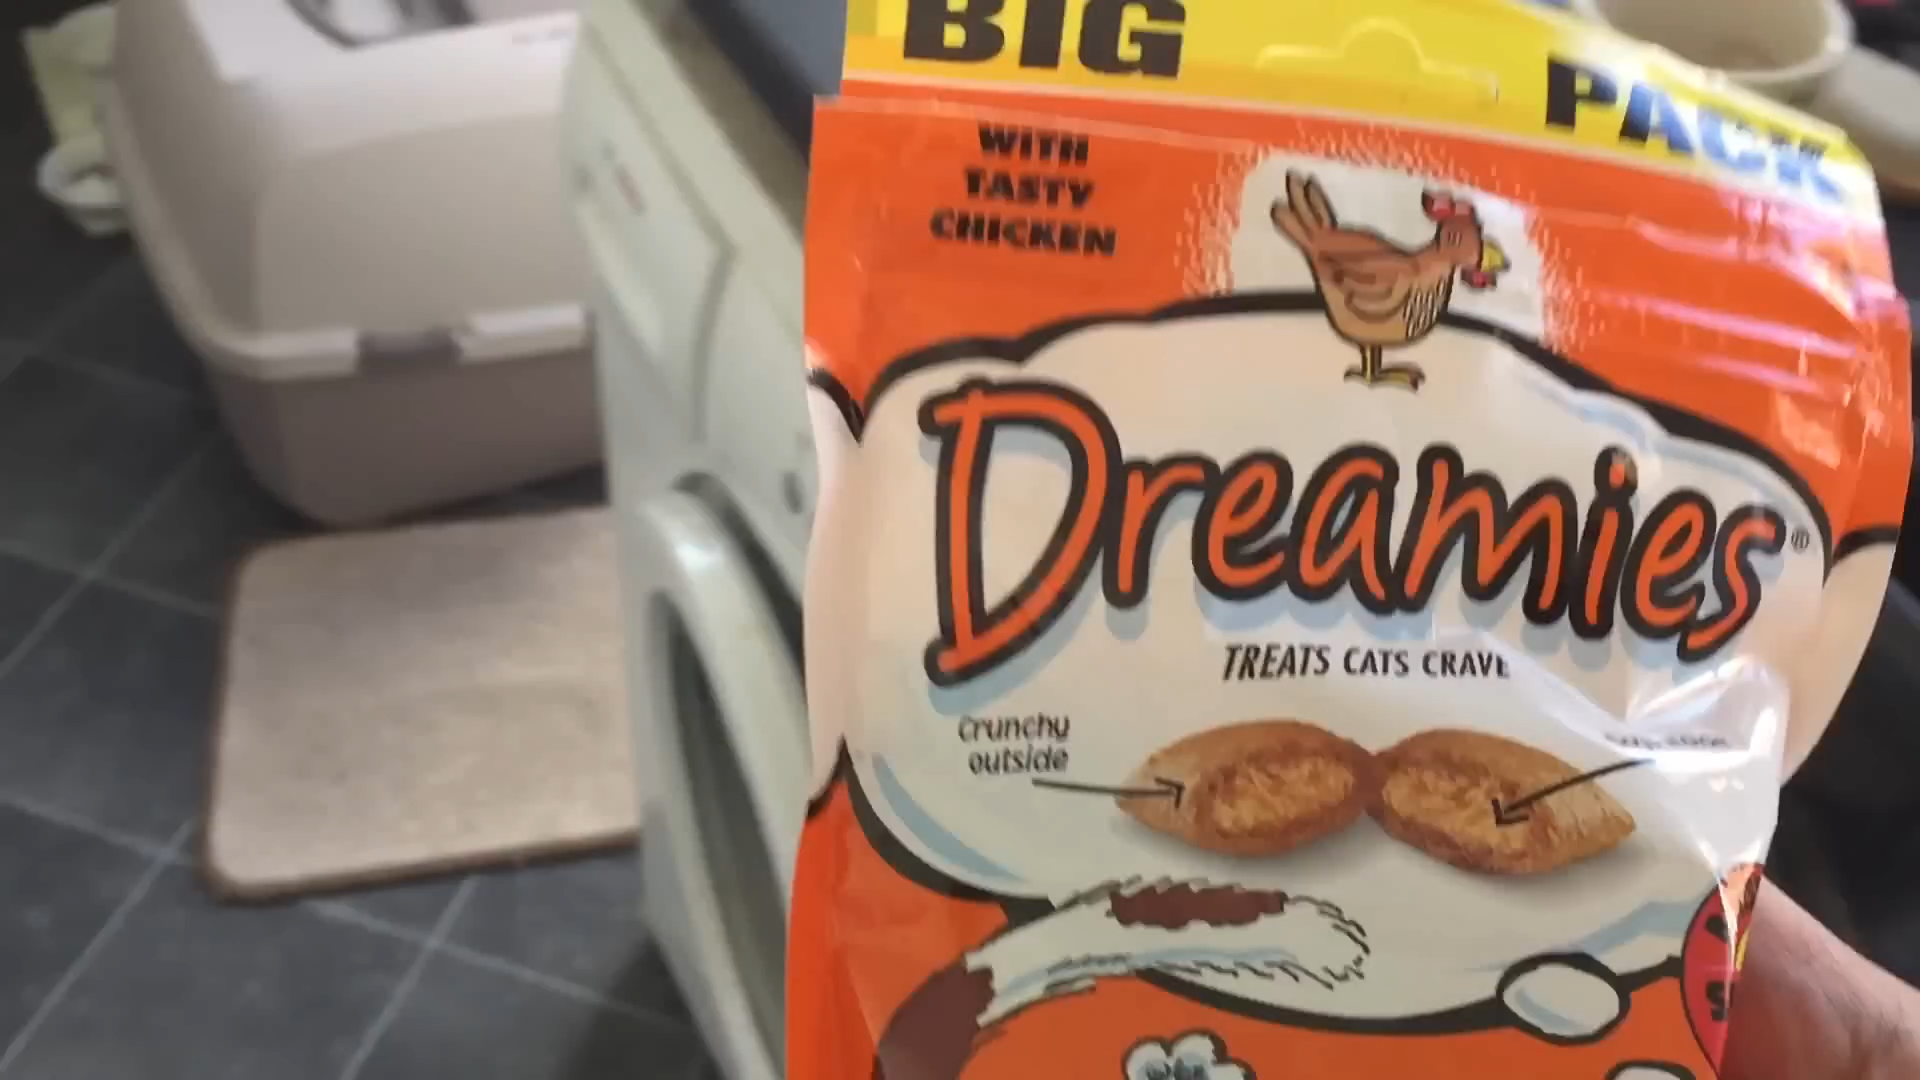 BIG PACK
WITH
TASTY
CHICKEN
Dreamies®
TREATS CATS CRAVE
Crunchy
outside